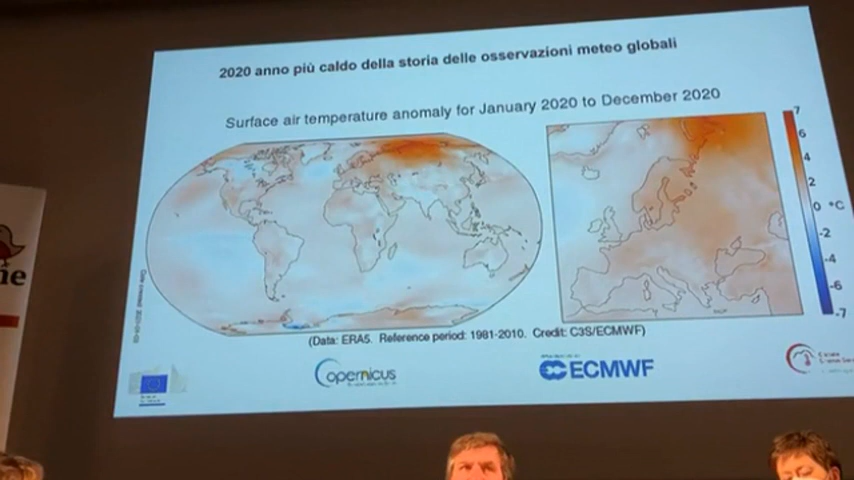 2020 anno più caldo della storia delle osservazioni meteo globali
Surface air temperature anomaly for January 2020 to December 2020
7
6
4
2
0 °C
-2
-4
-6
-7
(Data: ERA5. Reference period: 1981-2010. Credit: C3S/ECMWF)
opernicus
ECMWF
ne